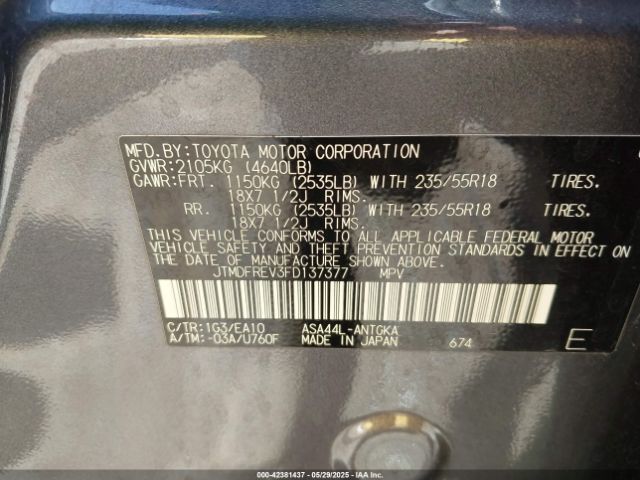 MFD.BY:TOYOTA MOTOR CORPORATION
GVWR:2105KG (4640LB)
GAWR:FRT. 1150KG (2535LB) WITH 235/55R18 TIRES.
18X7 1/2J RIMS.
RR. 1150KG (2535LB) WITH 235/55R18 TIRES.
18X7 1/2J RIMS.
THIS VEHICLE CONFORMS TO ALL APPLICABLE FEDERAL MOTOR
VEHICLE SAFETY AND THEFT PREVENTION STANDARDS IN EFFECT ON
THE DATE OF MANUFACTURE SHOWN ABOVE.
JTMDFREV3FD137377 MPV
C/TR:1G3/EA10 ASA44L-ANTGKA
A/TM:-03A/U760F MADE IN JAPAN 674 E
000-42381437 - 05/29/2025 - IAAI.COM